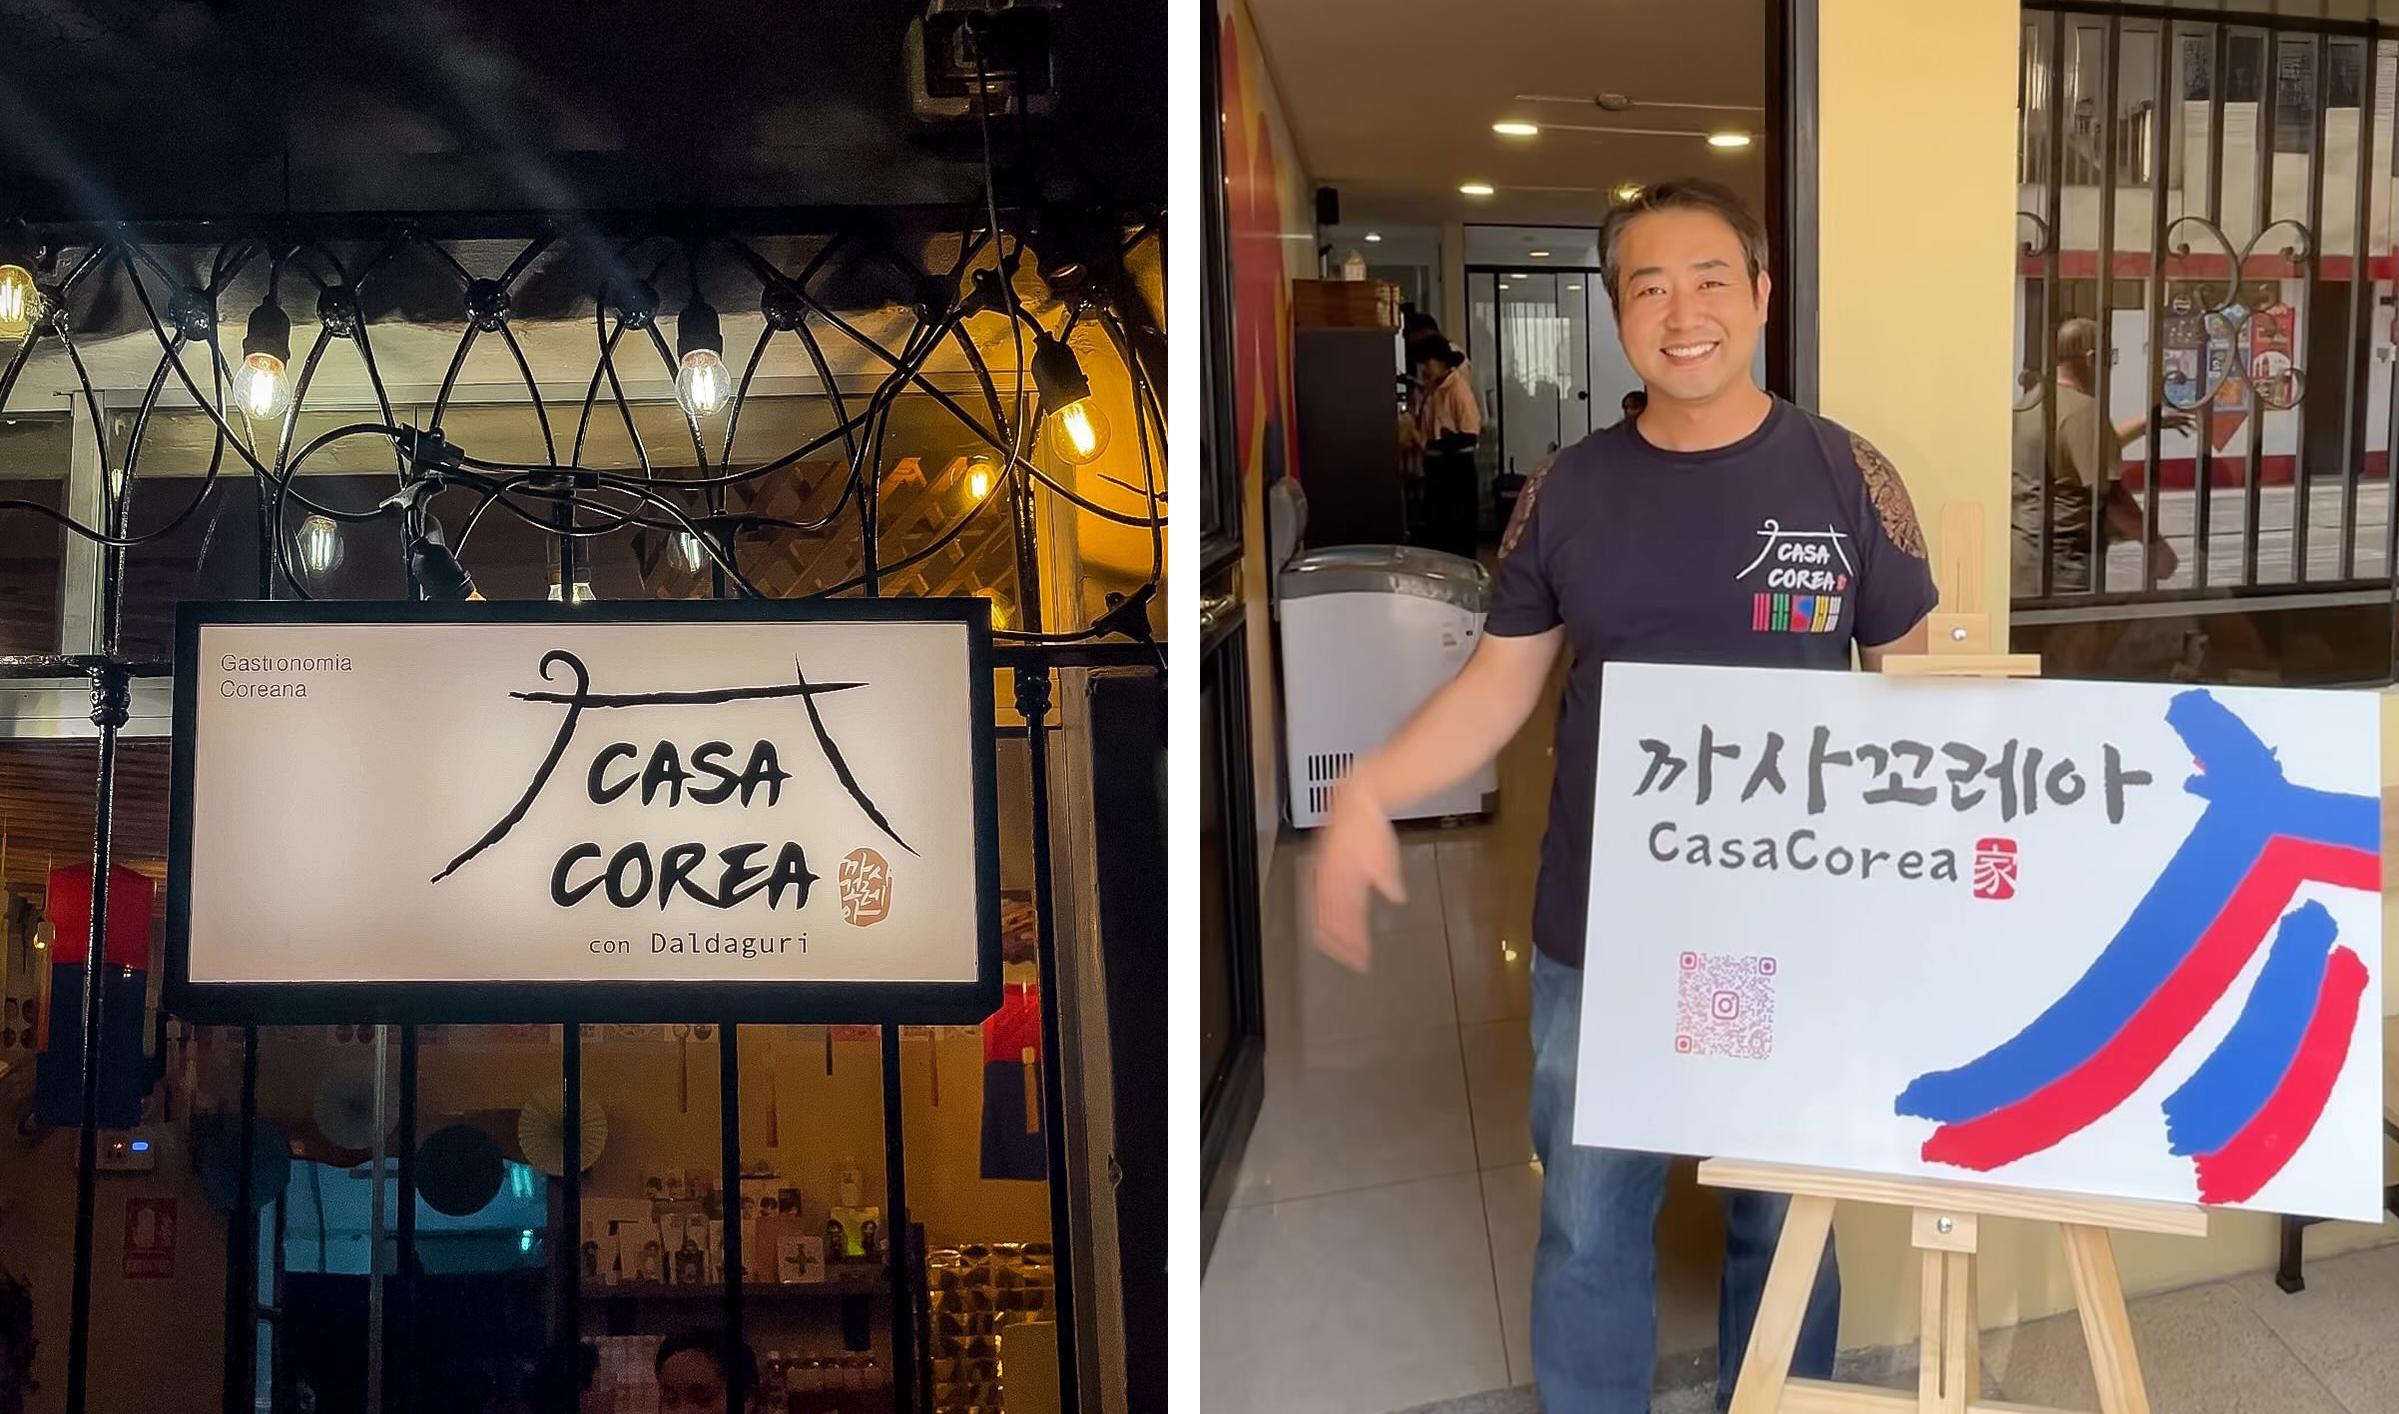 Gastronomia
Coreana
CASA
COREA
까사
꼬레
아
con Daldaguri
CASA
COREA
까사꼬레아
CasaCorea 家